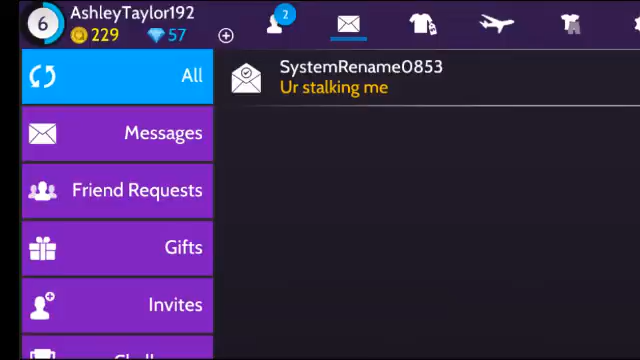 6
AshleyTaylor192
229 57
2
All
SystemRename0853
Ur stalking me
Messages
Friend Requests
Gifts
Invites